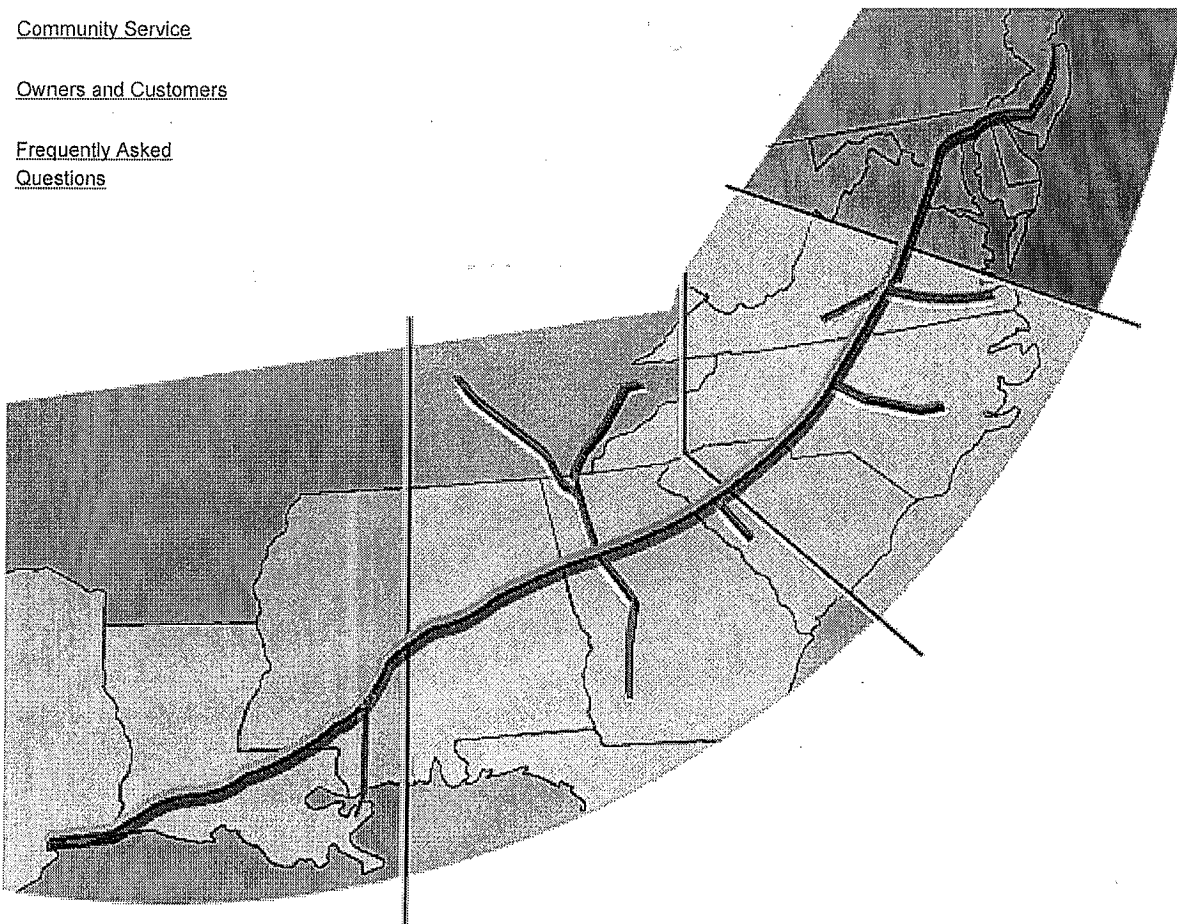 Community Service
Owners and Customers
Frequently Asked
Questions